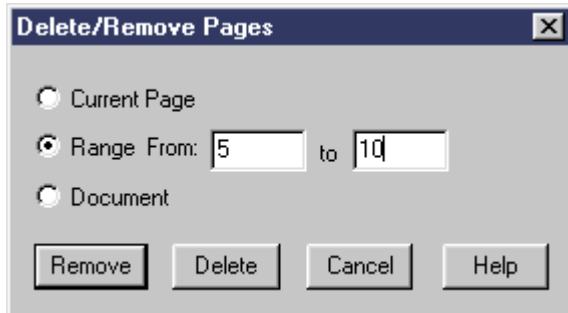 Delete/Remove Pages
Current Page
Range From: 5 to 10
Document
Remove Delete Cancel Help